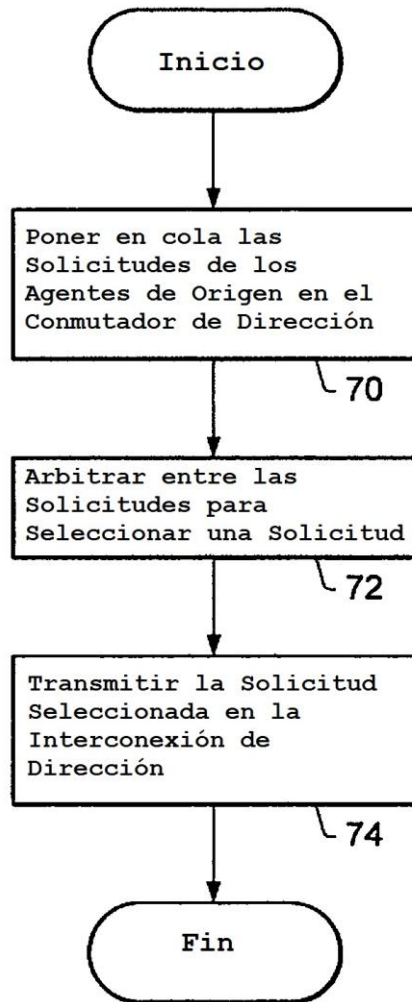 Inicio
Poner en cola las
Solicitudes de los
Agentes de Origen en el
Conmutador de Dirección
70
Arbitrar entre las
Solicitudes para
Seleccionar una Solicitud
72
Transmitir la Solicitud
Seleccionada en la
Interconexión de
Dirección
74
Fin